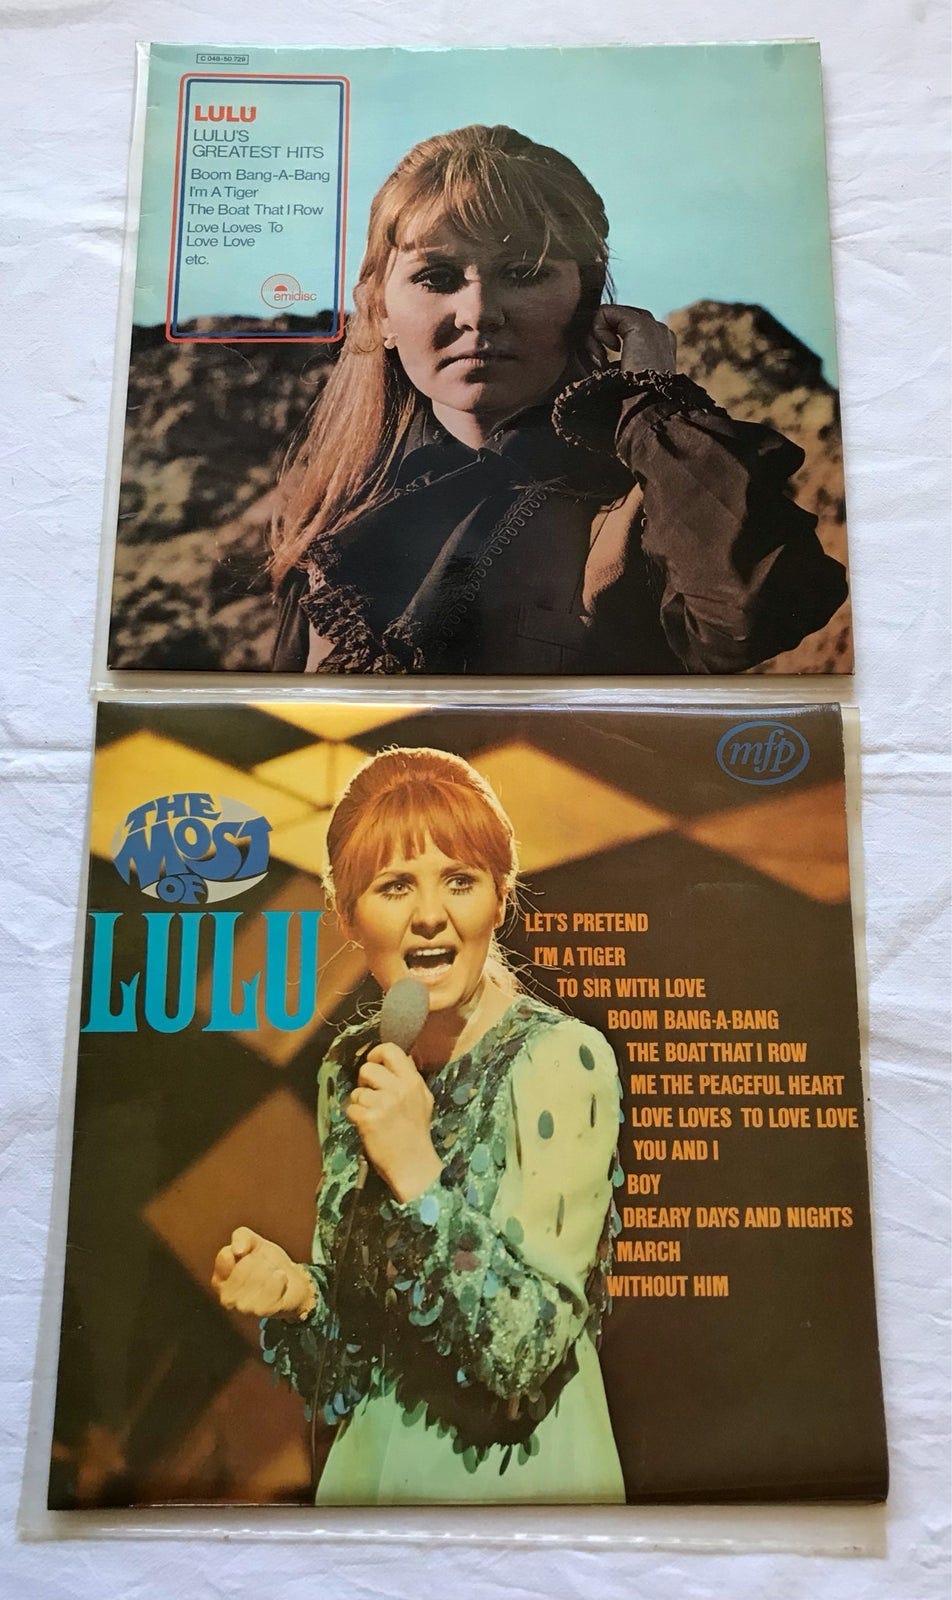 C 048-50 729
LULU
LULU'S
GREATEST HITS
Boom Bang-A-Bang
I'm A Tiger
The Boat That I Row
Love Loves To
Love Love
etc.
emidisc
mfp
THE
MOST
OF
LULU
LET'S PRETEND
I'M A TIGER
TO SIR WITH LOVE
BOOM BANG-A-BANG
THE BOAT THAT I ROW
ME THE PEACEFUL HEART
LOVE LOVES TO LOVE LOVE
YOU AND I
BOY
DREARY DAYS AND NIGHTS
MARCH
WITHOUT HIM